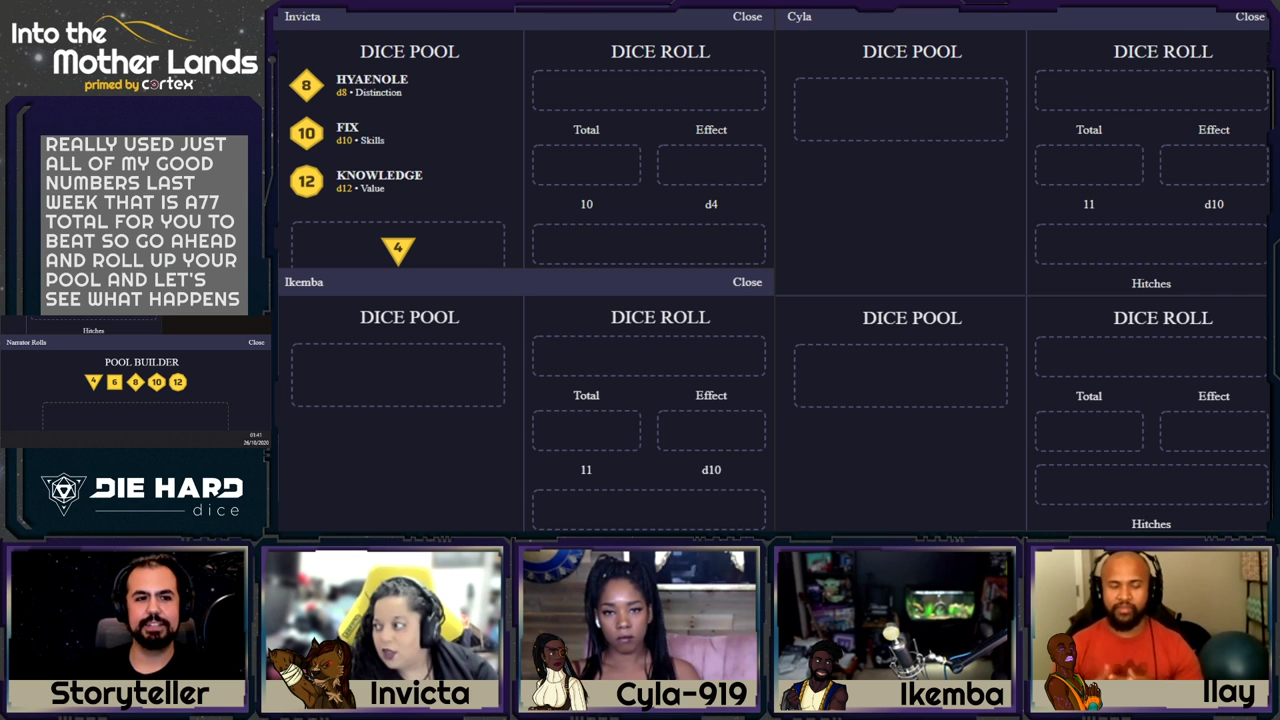 Into the
Mother Lands
primed by cortex
REALLY USED JUST
ALL OF MY GOOD
NUMBERS LAST
WEEK THAT IS A77
TOTAL FOR YOU TO
BEAT SO GO AHEAD
AND ROLL UP YOUR
POOL AND LET'S
SEE WHAT HAPPENS
Hitches
Narrator Rolls Close
POOL BUILDER
4 6 8 10 12
03:41
26/10/2020
DIE HARD
dice
Invicta Close
DICE POOL
8 HYAENOLE
d8 • Distinction
10 FIX
d10 • Skills
12 KNOWLEDGE
d12 • Value
4
DICE ROLL
Total Effect
10 d4
Cyla Close
DICE POOL
DICE ROLL
Total Effect
11 d10
Hitches
Ikemba Close
DICE POOL
DICE ROLL
Total Effect
11 d10
DICE POOL
DICE ROLL
Total Effect
Hitches
Storyteller
Invicta
Cyla-919
Ikemba
Ilay